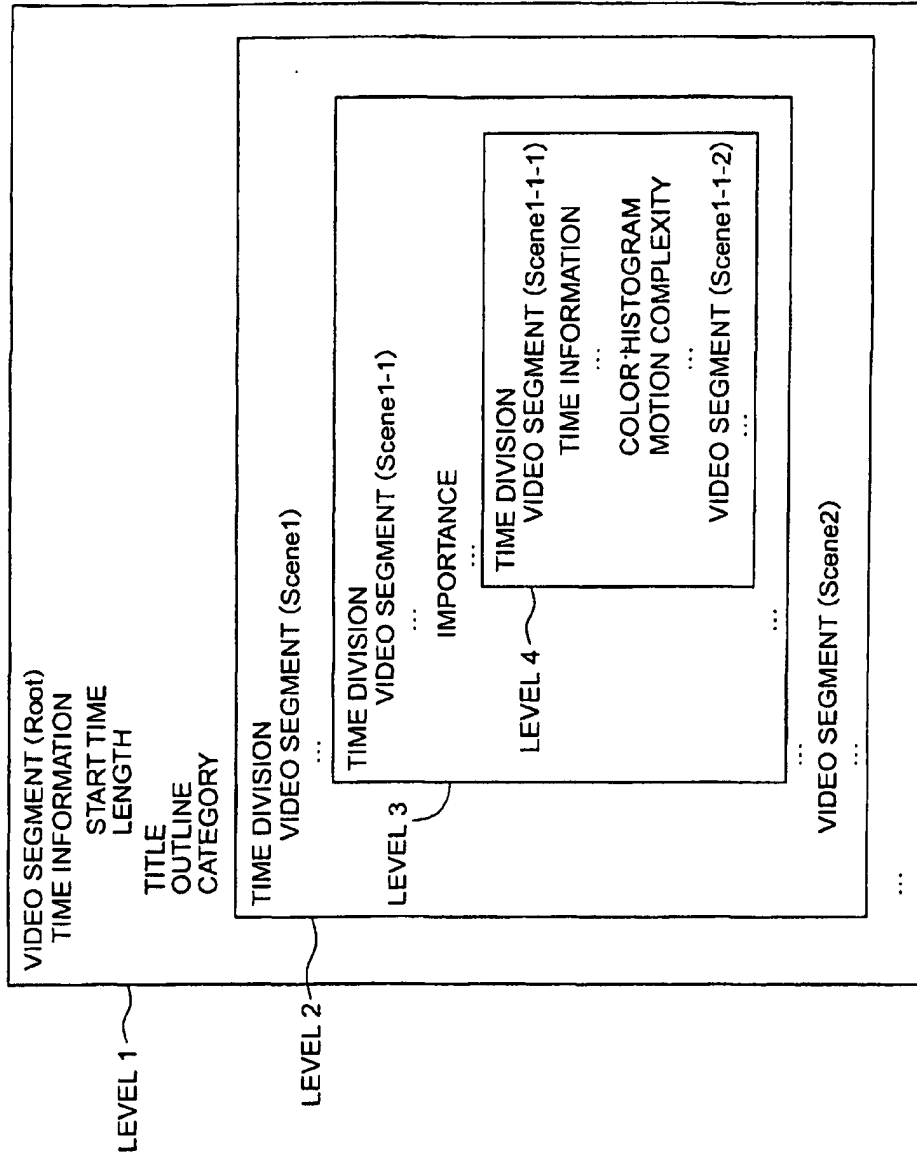 LEVEL 1
VIDEO SEGMENT (Root)
TIME INFORMATION
START TIME
LENGTH
TITLE
OUTLINE
CATEGORY
LEVEL 2
TIME DIVISION
VIDEO SEGMENT (Scene1)
...
LEVEL 3
TIME DIVISION
VIDEO SEGMENT (Scene1-1)
...
IMPORTANCE
...
LEVEL 4
TIME DIVISION
VIDEO SEGMENT (Scene1-1-1)
TIME INFORMATION
...
COLOR HISTOGRAM
MOTION COMPLEXITY
...
VIDEO SEGMENT (Scene1-1-2)
...
...
...
VIDEO SEGMENT (Scene2)
...
...